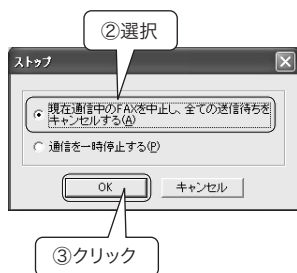 ②選択
ストップ
現在通信中のFAXを中止し、全ての送信待ちを
キャンセルする(A)
通信を一時停止する(P)
OK
キャンセル
③クリック